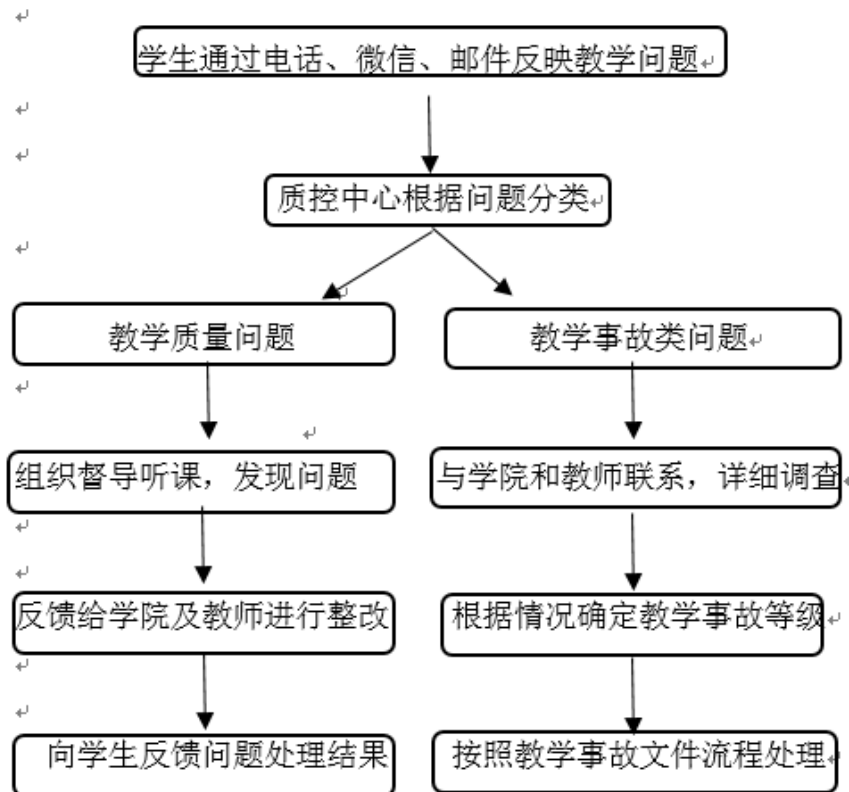 学生通过电话、微信、邮件反映教学问题
质控中心根据问题分类
教学质量问题
教学事故类问题
组织督导听课，发现问题
与学院和教师联系，详细调查
反馈给学院及教师进行整改
根据情况确定教学事故等级
向学生反馈问题处理结果
按照教学事故文件流程处理